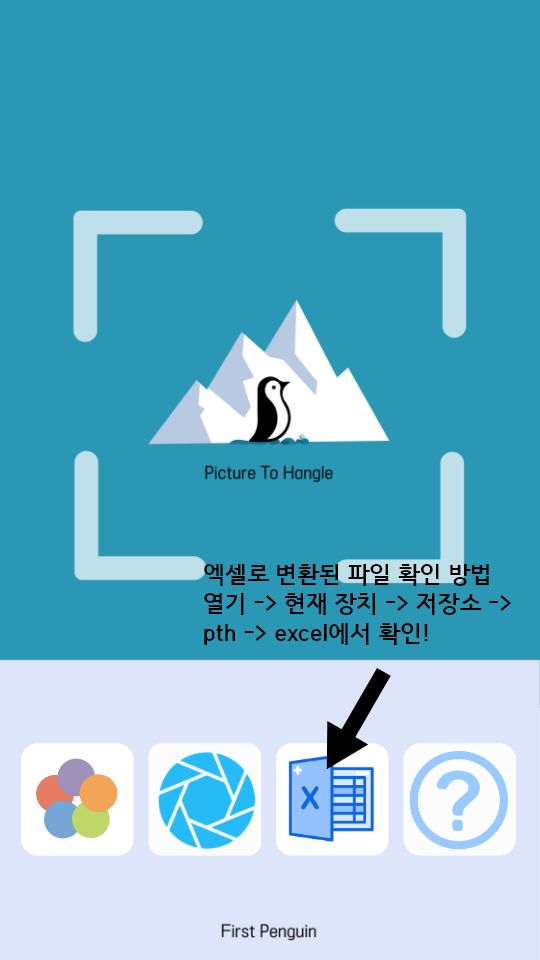 Picture To Hangle
엑셀로 변환된 파일 확인 방법
열기 -> 현재 장치 -> 저장소 ->
pth -> excel에서 확인!
X
?
First Penguin